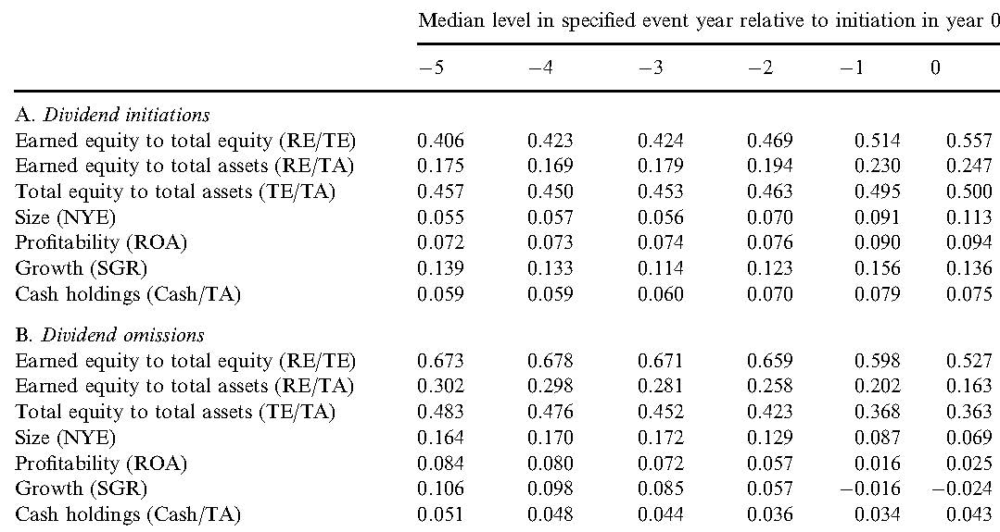 Median level in specified event year relative to initiation in year 0
−5 −4 −3 −2 −1 0
A. Dividend initiations
Earned equity to total equity (RE/TE) 0.406 0.423 0.424 0.469 0.514 0.557
Earned equity to total assets (RE/TA) 0.175 0.169 0.179 0.194 0.230 0.247
Total equity to total assets (TE/TA) 0.457 0.450 0.453 0.463 0.495 0.500
Size (NYE) 0.055 0.057 0.056 0.070 0.091 0.113
Profitability (ROA) 0.072 0.073 0.074 0.076 0.090 0.094
Growth (SGR) 0.139 0.133 0.114 0.123 0.156 0.136
Cash holdings (Cash/TA) 0.059 0.059 0.060 0.070 0.079 0.075
B. Dividend omissions
Earned equity to total equity (RE/TE) 0.673 0.678 0.671 0.659 0.598 0.527
Earned equity to total assets (RE/TA) 0.302 0.298 0.281 0.258 0.202 0.163
Total equity to total assets (TE/TA) 0.483 0.476 0.452 0.423 0.368 0.363
Size (NYE) 0.164 0.170 0.172 0.129 0.087 0.069
Profitability (ROA) 0.084 0.080 0.072 0.057 0.016 0.025
Growth (SGR) 0.106 0.098 0.085 0.057 −0.016 −0.024
Cash holdings (Cash/TA) 0.051 0.048 0.044 0.036 0.034 0.043